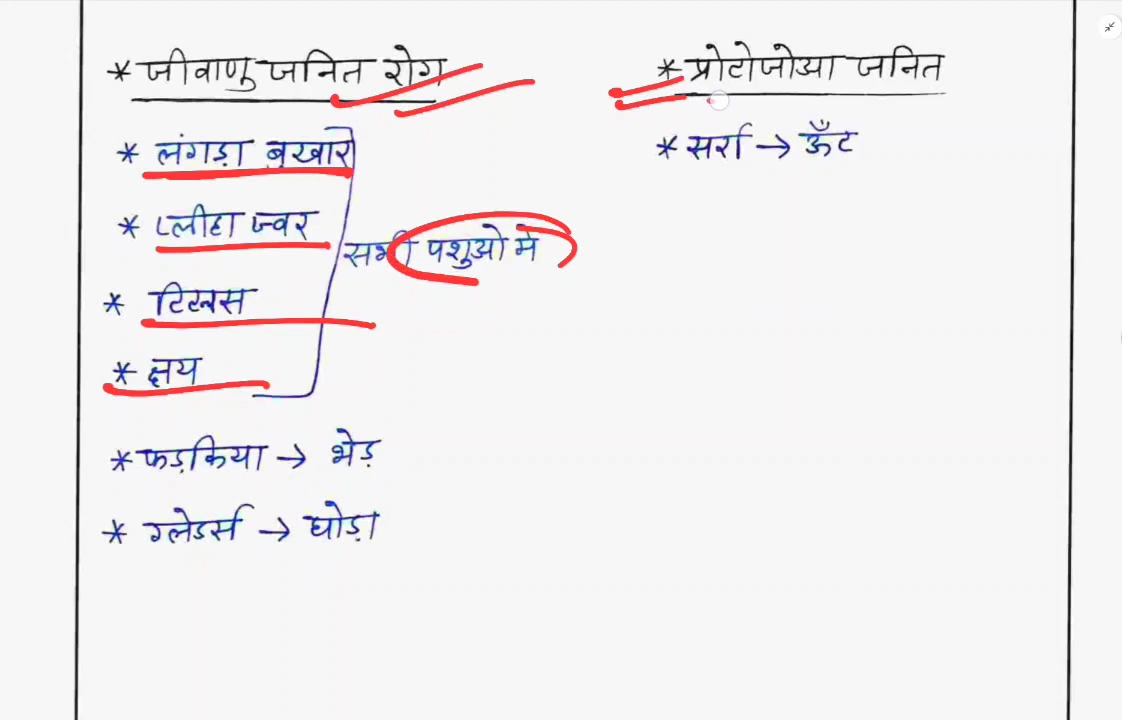 * जीवाणु जनित रोग
* लंगड़ा बुखार
* प्लीहा ज्वर
* टिटनस
* क्षय
सभी पशुओ मे
* फड़किया → भेड़
* ग्लेडर्स → घोड़ा
* प्रोटोजोआ जनित
* सर्रा → ऊँट